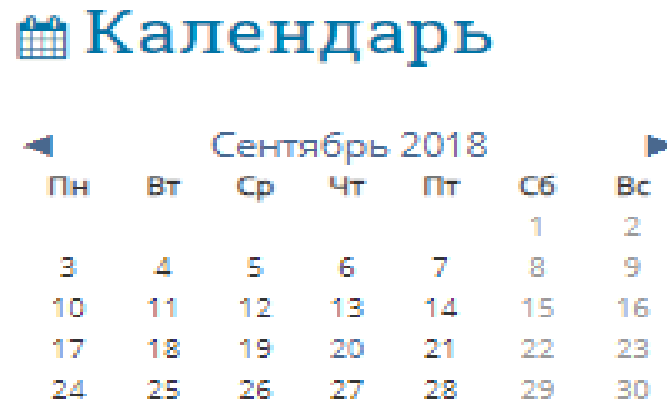 Календарь
◄ Сентябрь 2018 ►
Пн Вт Ср Чт Пт Сб Вс
1 2
3 4 5 6 7 8 9
10 11 12 13 14 15 16
17 18 19 20 21 22 23
24 25 26 27 28 29 30